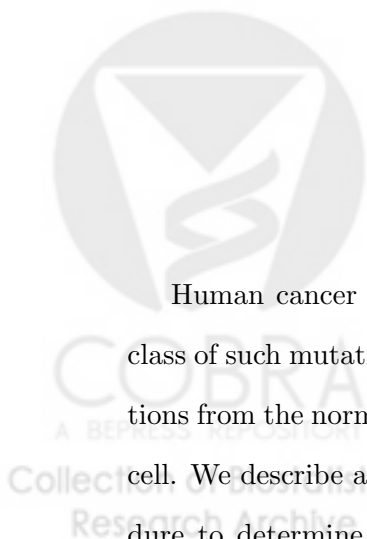 Human cancer
class of such mutat
COBRA
tions from the norm
A BEPRESS REPOSITORY
cell. We describe a
Collection of Biostatist
Research Archive
dure to determine